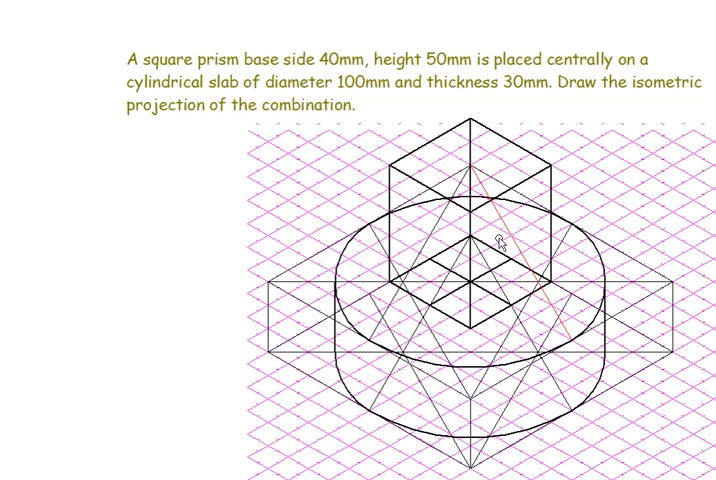 A square prism base side 40mm, height 50mm is placed centrally on a
cylindrical slab of diameter 100mm and thickness 30mm. Draw the isometric
projection of the combination.